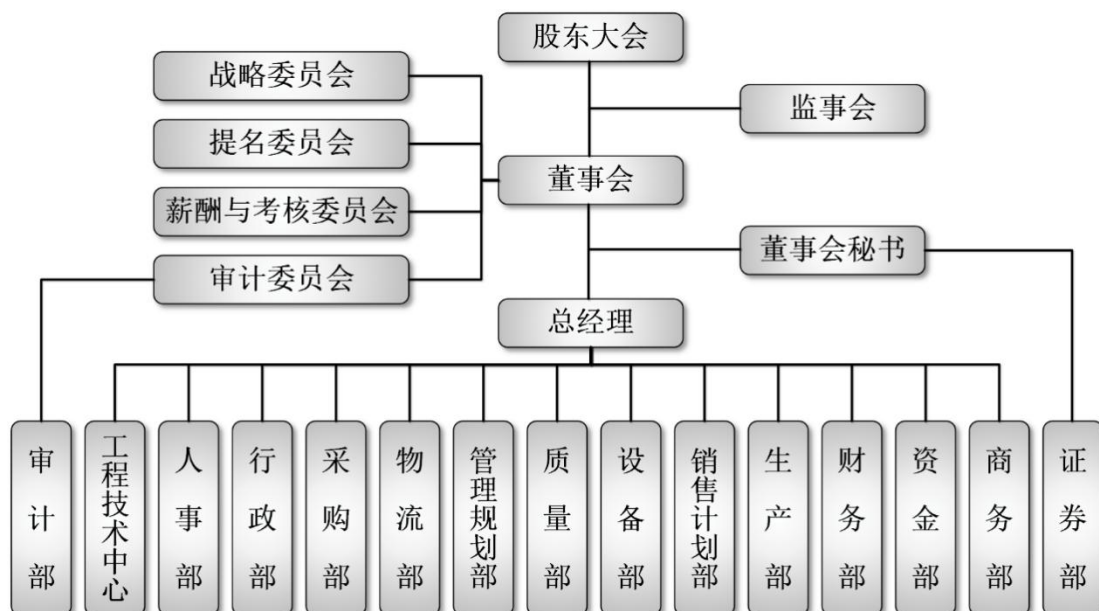 股东大会
战略委员会
监事会
提名委员会
董事会
薪酬与考核委员会
董事会秘书
审计委员会
总经理
审计部
工程技术中心
人事部
行政部
采购部
物流部
管理规划部
质量部
设备部
销售计划部
生产部
财务部
资金部
商务部
证券部